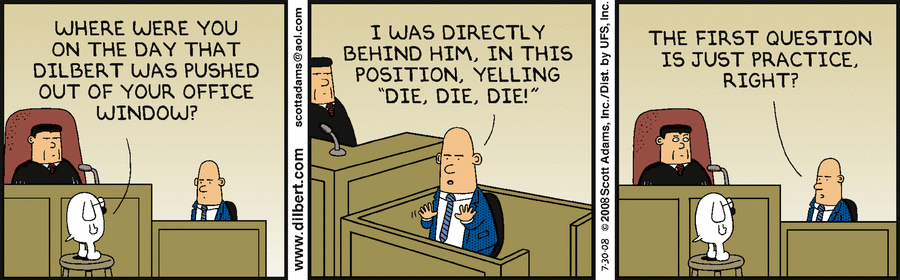 WHERE WERE YOU
ON THE DAY THAT
DILBERT WAS PUSHED
OUT OF YOUR OFFICE
WINDOW?
www.dilbert.com scottadams@aol.com
I WAS DIRECTLY
BEHIND HIM, IN THIS
POSITION, YELLING
"DIE, DIE, DIE!"
7-30-08 © 2008 Scott Adams, Inc./Dist. by UFS, Inc.
THE FIRST QUESTION
IS JUST PRACTICE,
RIGHT?